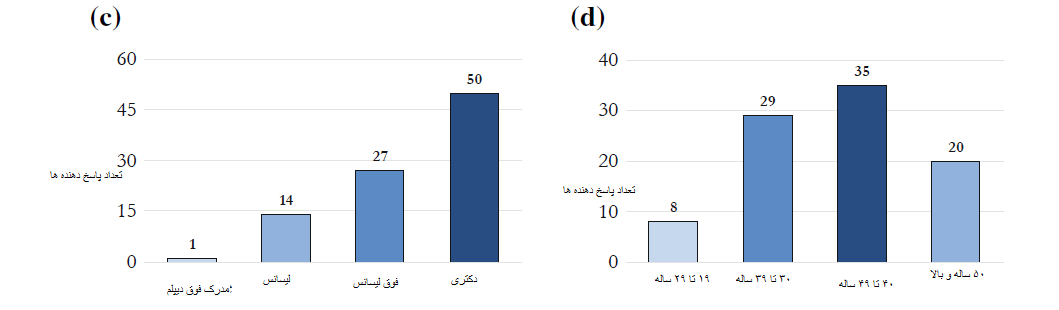 (c)
60
45
30
15
0
تعداد پاسخ دهنده ها
1
14
27
50
؛مدرک فوق دیپلم
لیسانس
فوق لیسانس
دکتری
(d)
40
30
20
10
0
تعداد پاسخ دهنده ها
8
29
35
20
۱۹ تا ۲۹ ساله
۳۰ تا ۳۹ ساله
۴۰ تا ۴۹ ساله
۵۰ ساله و بالا